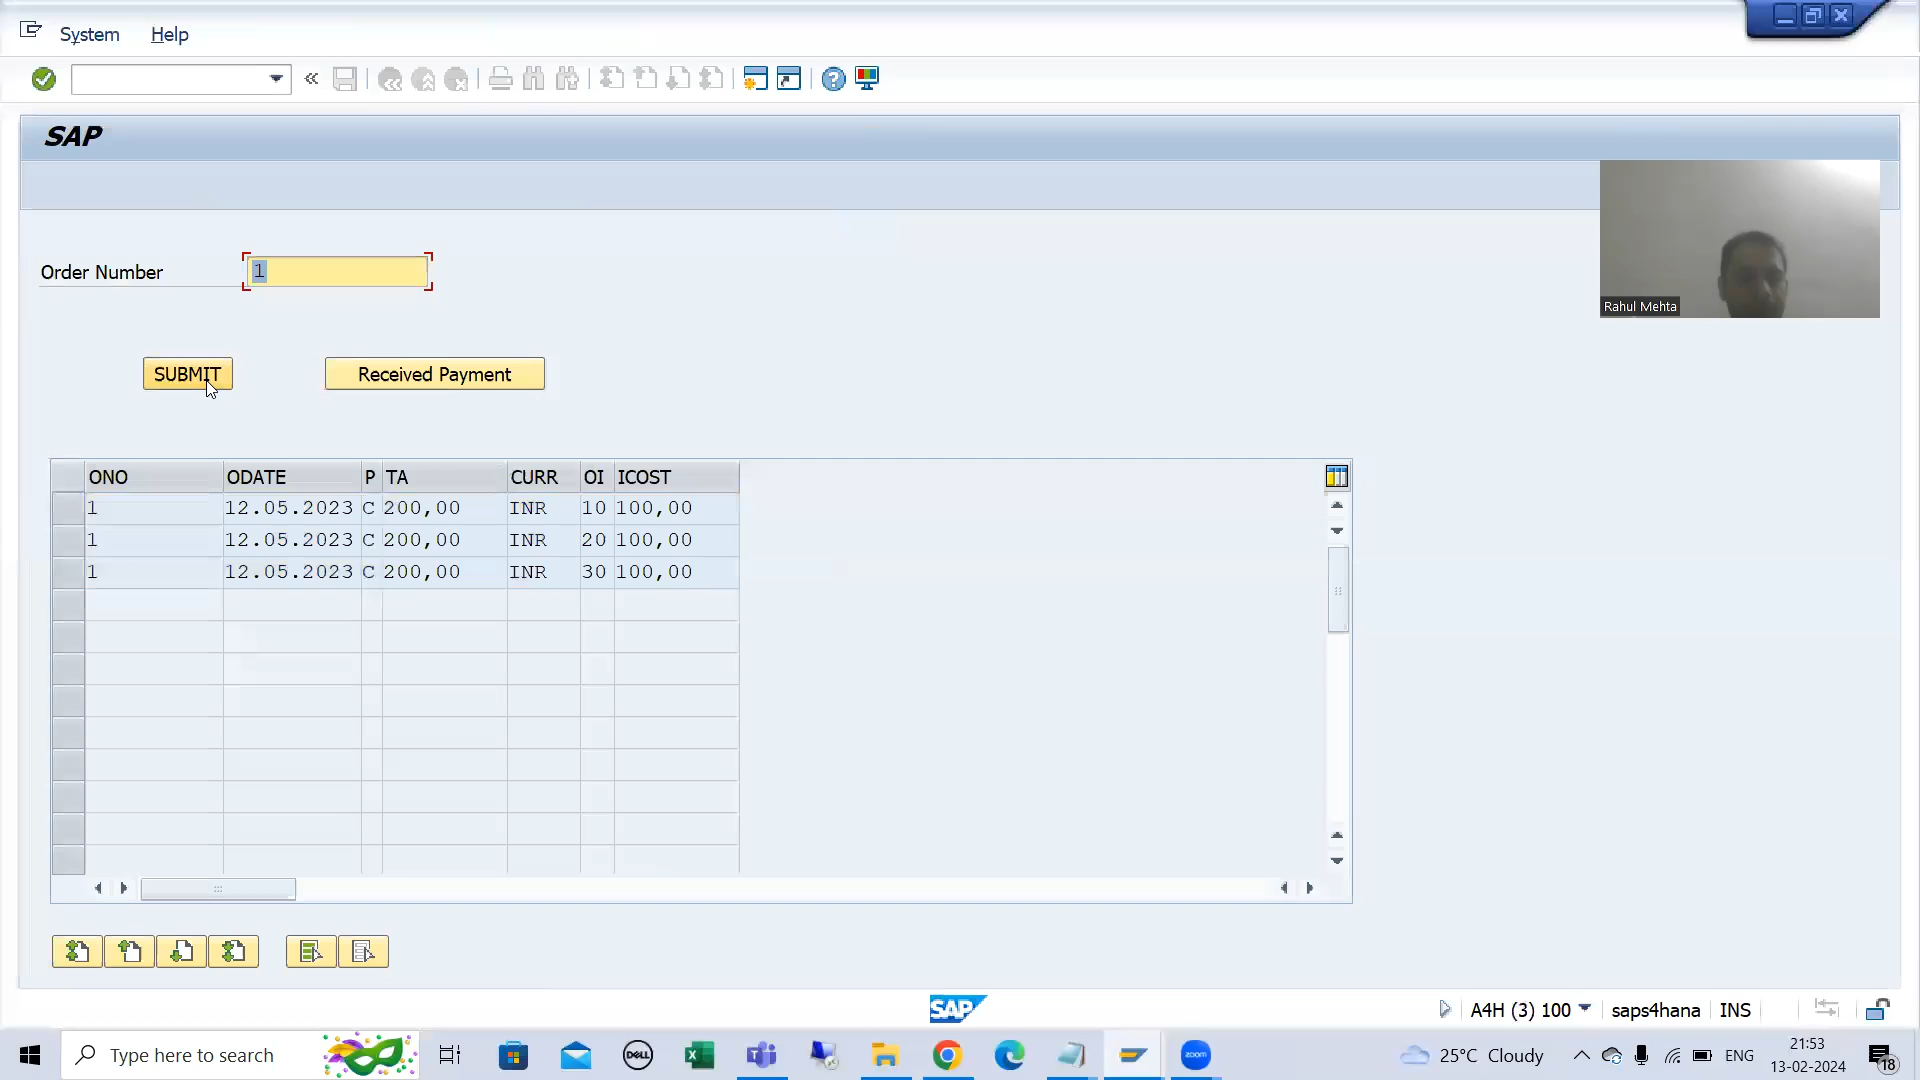 System Help
SAP
Order Number 1
Rahul Mehta
SUBMIT Received Payment
ONO ODATE P TA CURR OI ICOST
1 12.05.2023 C 200,00 INR 10 100,00
1 12.05.2023 C 200,00 INR 20 100,00
1 12.05.2023 C 200,00 INR 30 100,00
SAP A4H (3) 100 saps4hana INS
Type here to search DELL zoom 25°C Cloudy ENG 21:53
13-02-2024 18